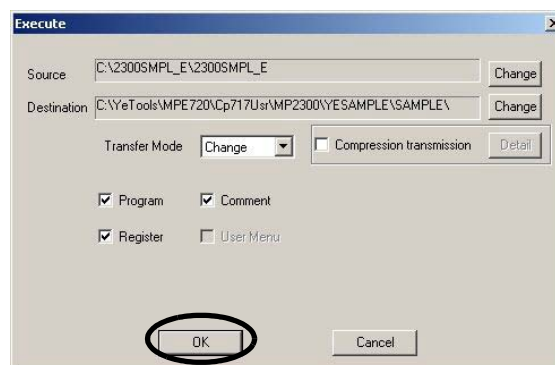 Execute
Source C:\2300SMPL_E\2300SMPL_E Change
Destination C:\YeTools\MPE720\Cp717Usr\MP2300\YESAMPLE\SAMPLE\ Change
Transfer Mode Change Compression transmission Detail
Program Comment
Register User Menu
OK Cancel